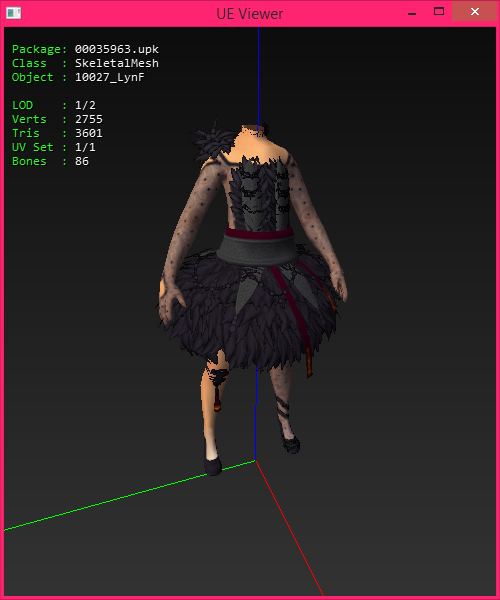 UE Viewer
Package: 00035963.upk
Class : SkeletalMesh
Object : 10027_LynF
LOD : 1/2
Verts : 2755
Tris : 3601
UV Set : 1/1
Bones : 86